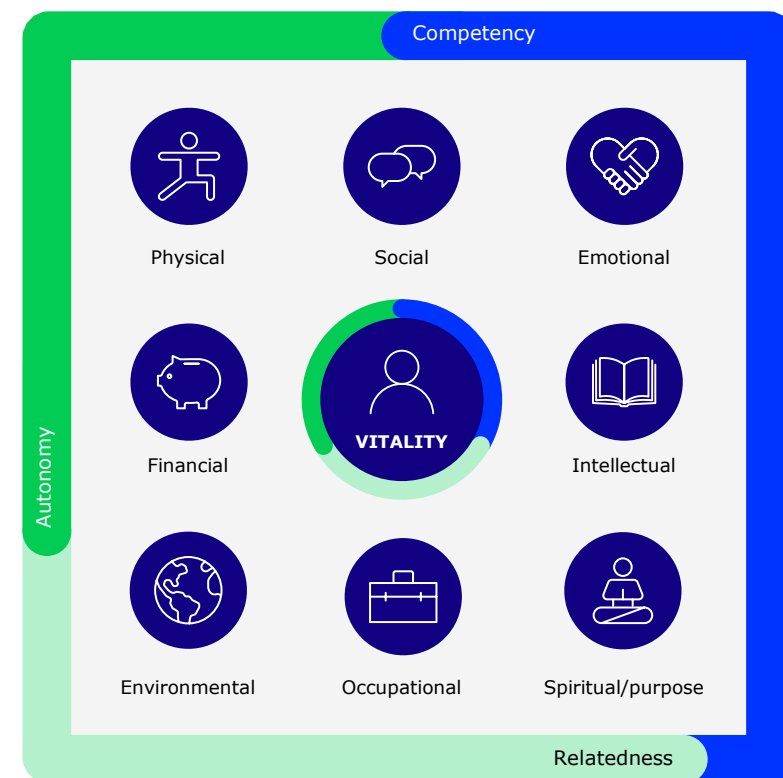 Competency
Physical
Social
Emotional
VITALITY
Financial
Intellectual
Autonomy
Environmental
Occupational
Spiritual/purpose
Relatedness